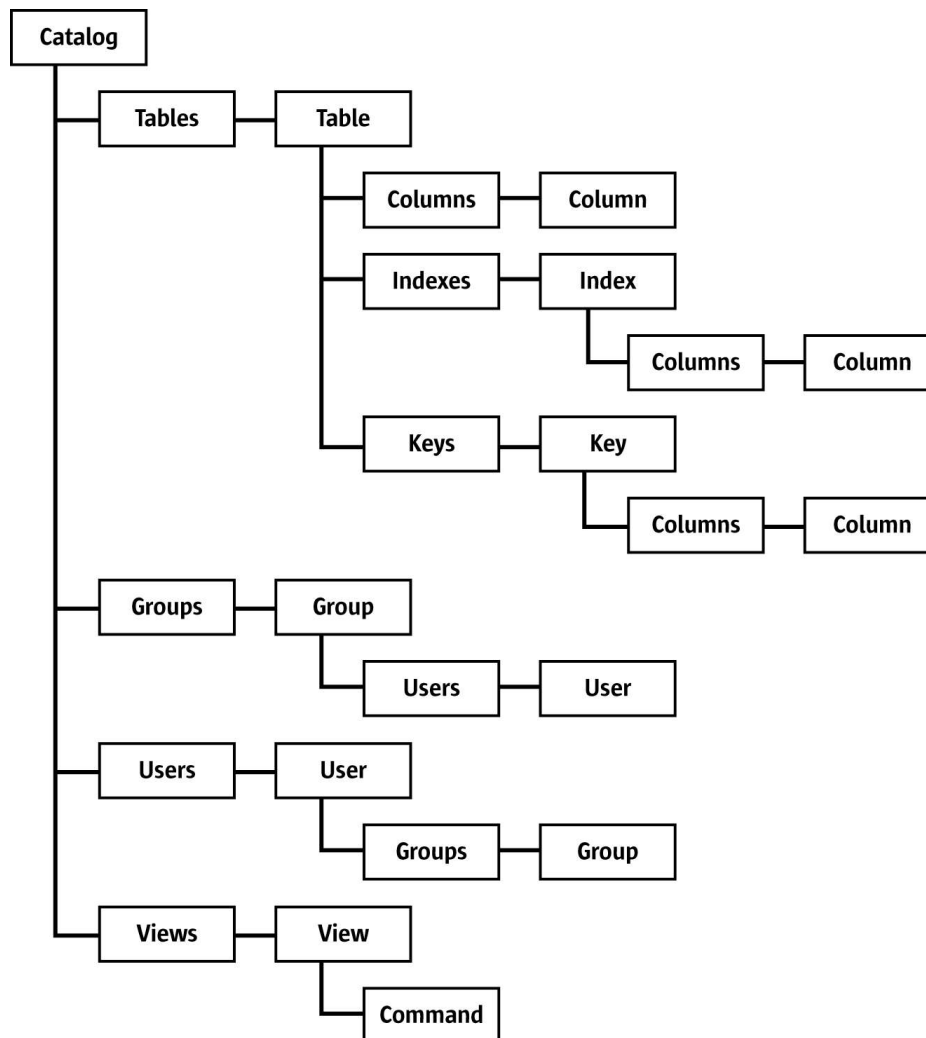 Catalog
Tables Table
Columns Column
Indexes Index
Columns Column
Keys Key
Columns Column
Groups Group
Users User
Users User
Groups Group
Views View
Command